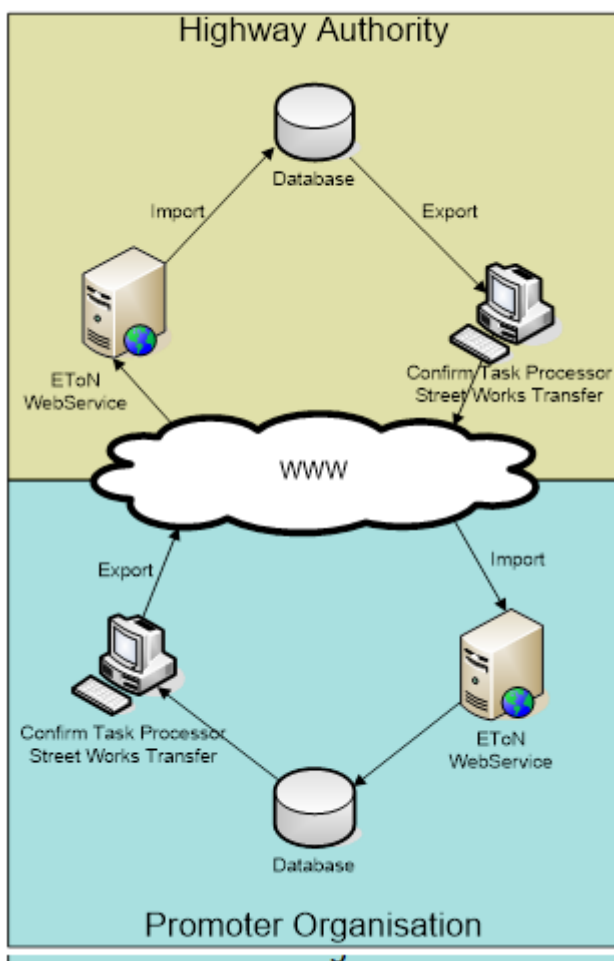 Highway Authority
Database
Import
Export
EToN
WebService
Confirm Task Processor
Street Works Transfer
WWW
Export
Import
Confirm Task Processor
Street Works Transfer
EToN
WebService
Database
Promoter Organisation